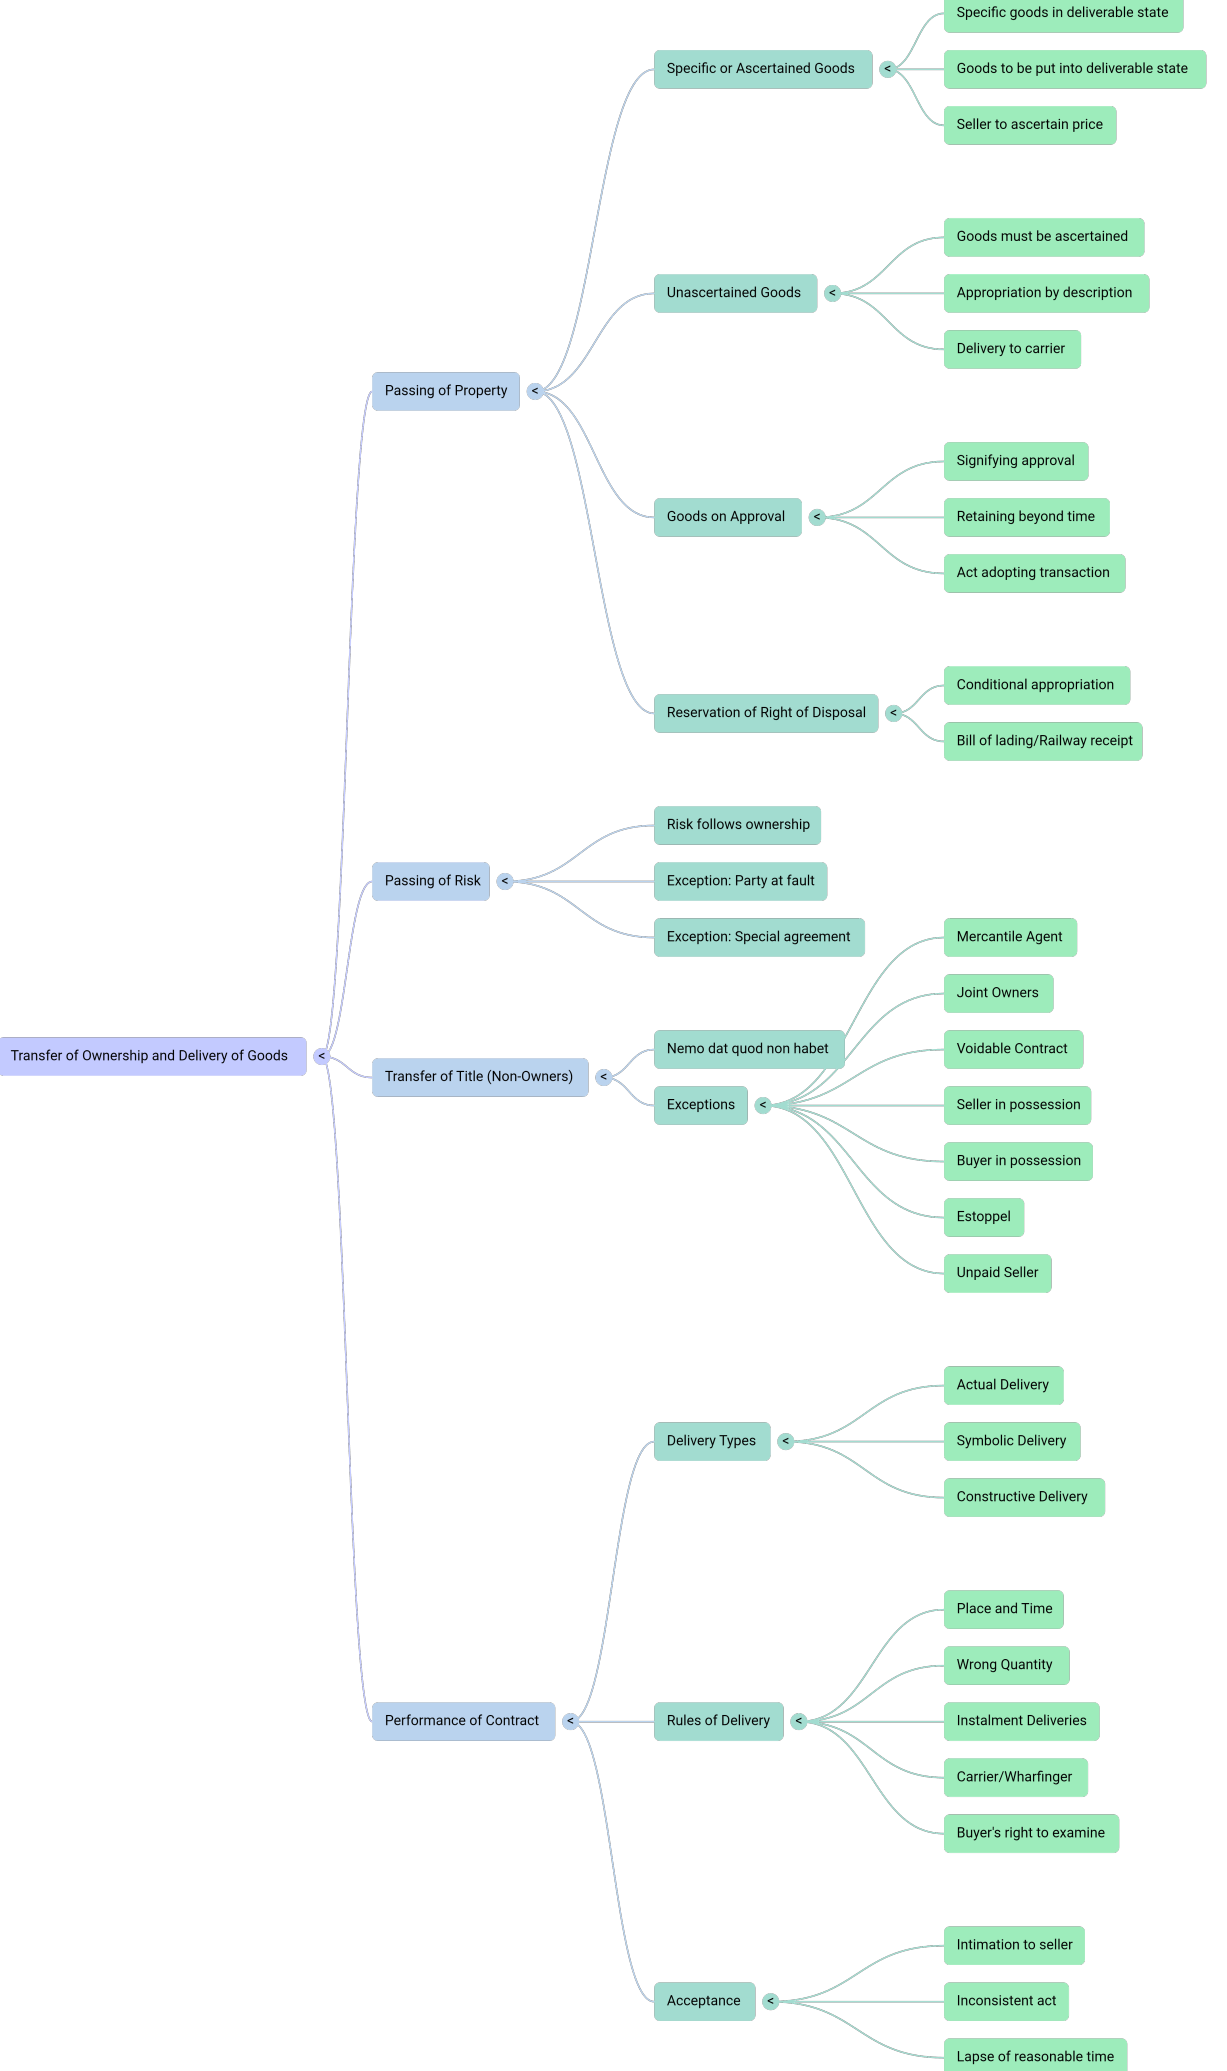 Transfer of Ownership and Delivery of Goods
<
Passing of Property
<
Specific or Ascertained Goods
<
Specific goods in deliverable state
Goods to be put into deliverable state
Seller to ascertain price
Unascertained Goods
<
Goods must be ascertained
Appropriation by description
Delivery to carrier
Goods on Approval
<
Signifying approval
Retaining beyond time
Act adopting transaction
Reservation of Right of Disposal
<
Conditional appropriation
Bill of lading/Railway receipt
Passing of Risk
<
Risk follows ownership
Exception: Party at fault
Exception: Special agreement
Transfer of Title (Non-Owners)
<
Nemo dat quod non habet
Exceptions
<
Mercantile Agent
Joint Owners
Voidable Contract
Seller in possession
Buyer in possession
Estoppel
Unpaid Seller
Performance of Contract
<
Delivery Types
<
Actual Delivery
Symbolic Delivery
Constructive Delivery
Rules of Delivery
<
Place and Time
Wrong Quantity
Instalment Deliveries
Carrier/Wharfinger
Buyer's right to examine
Acceptance
<
Intimation to seller
Inconsistent act
Lapse of reasonable time